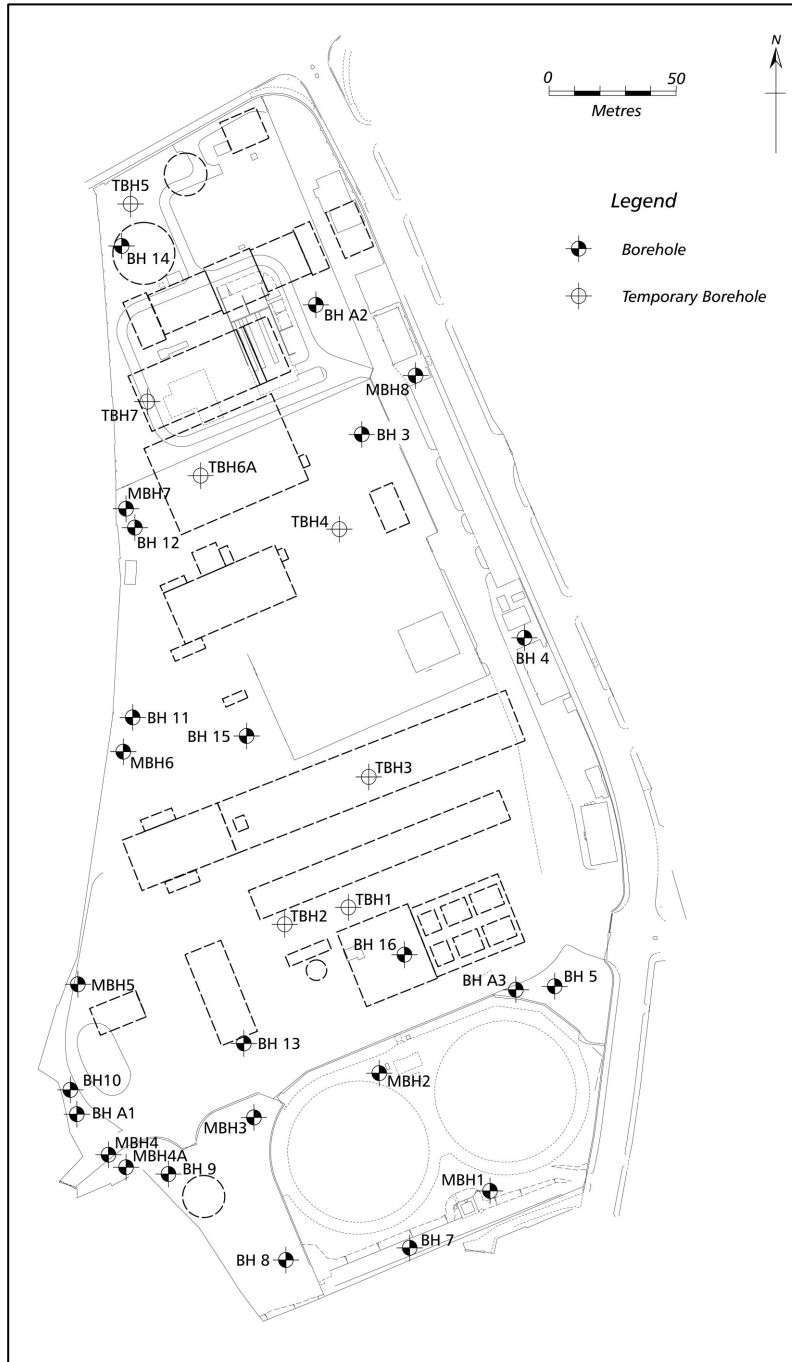 N
0 50
Metres
Legend
Borehole
Temporary Borehole
TBH5
BH 14
BH A2
MBH8
TBH7
BH 3
TBH6A
MBH7
TBH4
BH 12
BH 4
BH 11
BH 15
MBH6
TBH3
TBH1
TBH2
BH 16
MBH5
BH A3
BH 5
BH 13
MBH2
BH10
BH A1
MBH3
MBH4
MBH4A
BH 9
MBH1
BH 7
BH 8